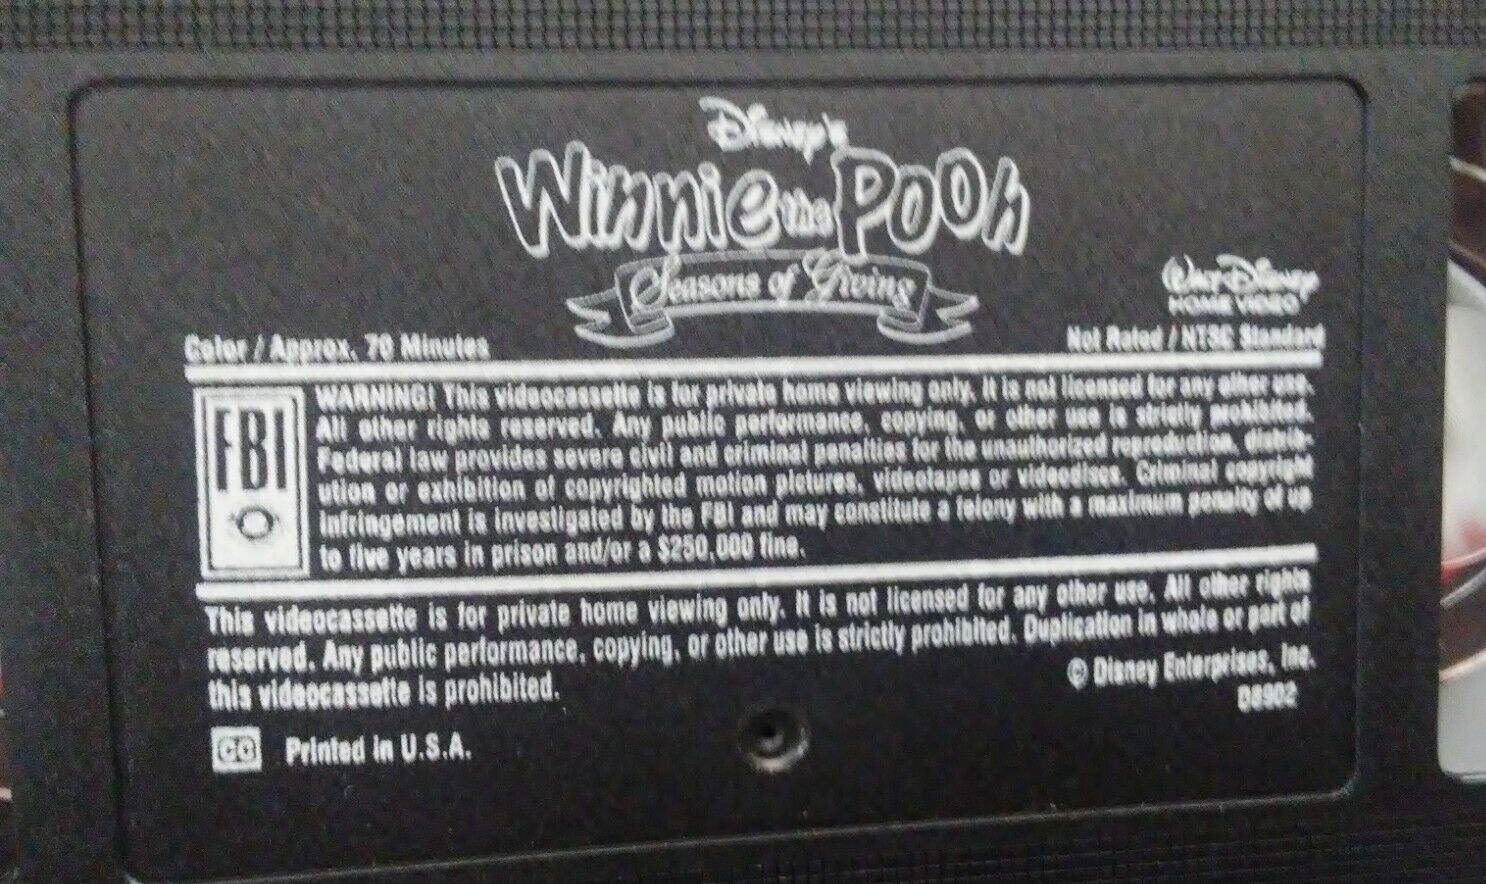 Disney's
Winnie the Pooh
Seasons of Giving
Walt Disney
HOME VIDEO
Color / Approx. 70 Minutes
Not Rated / NTSC Standard
FBI
WARNING! This videocassette is for private home viewing only. It is not licensed for any other use.
All other rights reserved. Any public performance, copying, or other use is strictly prohibited.
Federal law provides severe civil and criminal penalties for the unauthorized reproduction, distrib-
ution or exhibition of copyrighted motion pictures, videotapes or videodiscs. Criminal copyright
infringement is investigated by the FBI and may constitute a felony with a maximum penalty of up
to five years in prison and/or a $250,000 fine.
This videocassette is for private home viewing only. It is not licensed for any other use. All other rights
reserved. Any public performance, copying, or other use is strictly prohibited. Duplication in whole or part of
this videocassette is prohibited.
© Disney Enterprises, Inc.
D8902
CC Printed in U.S.A.